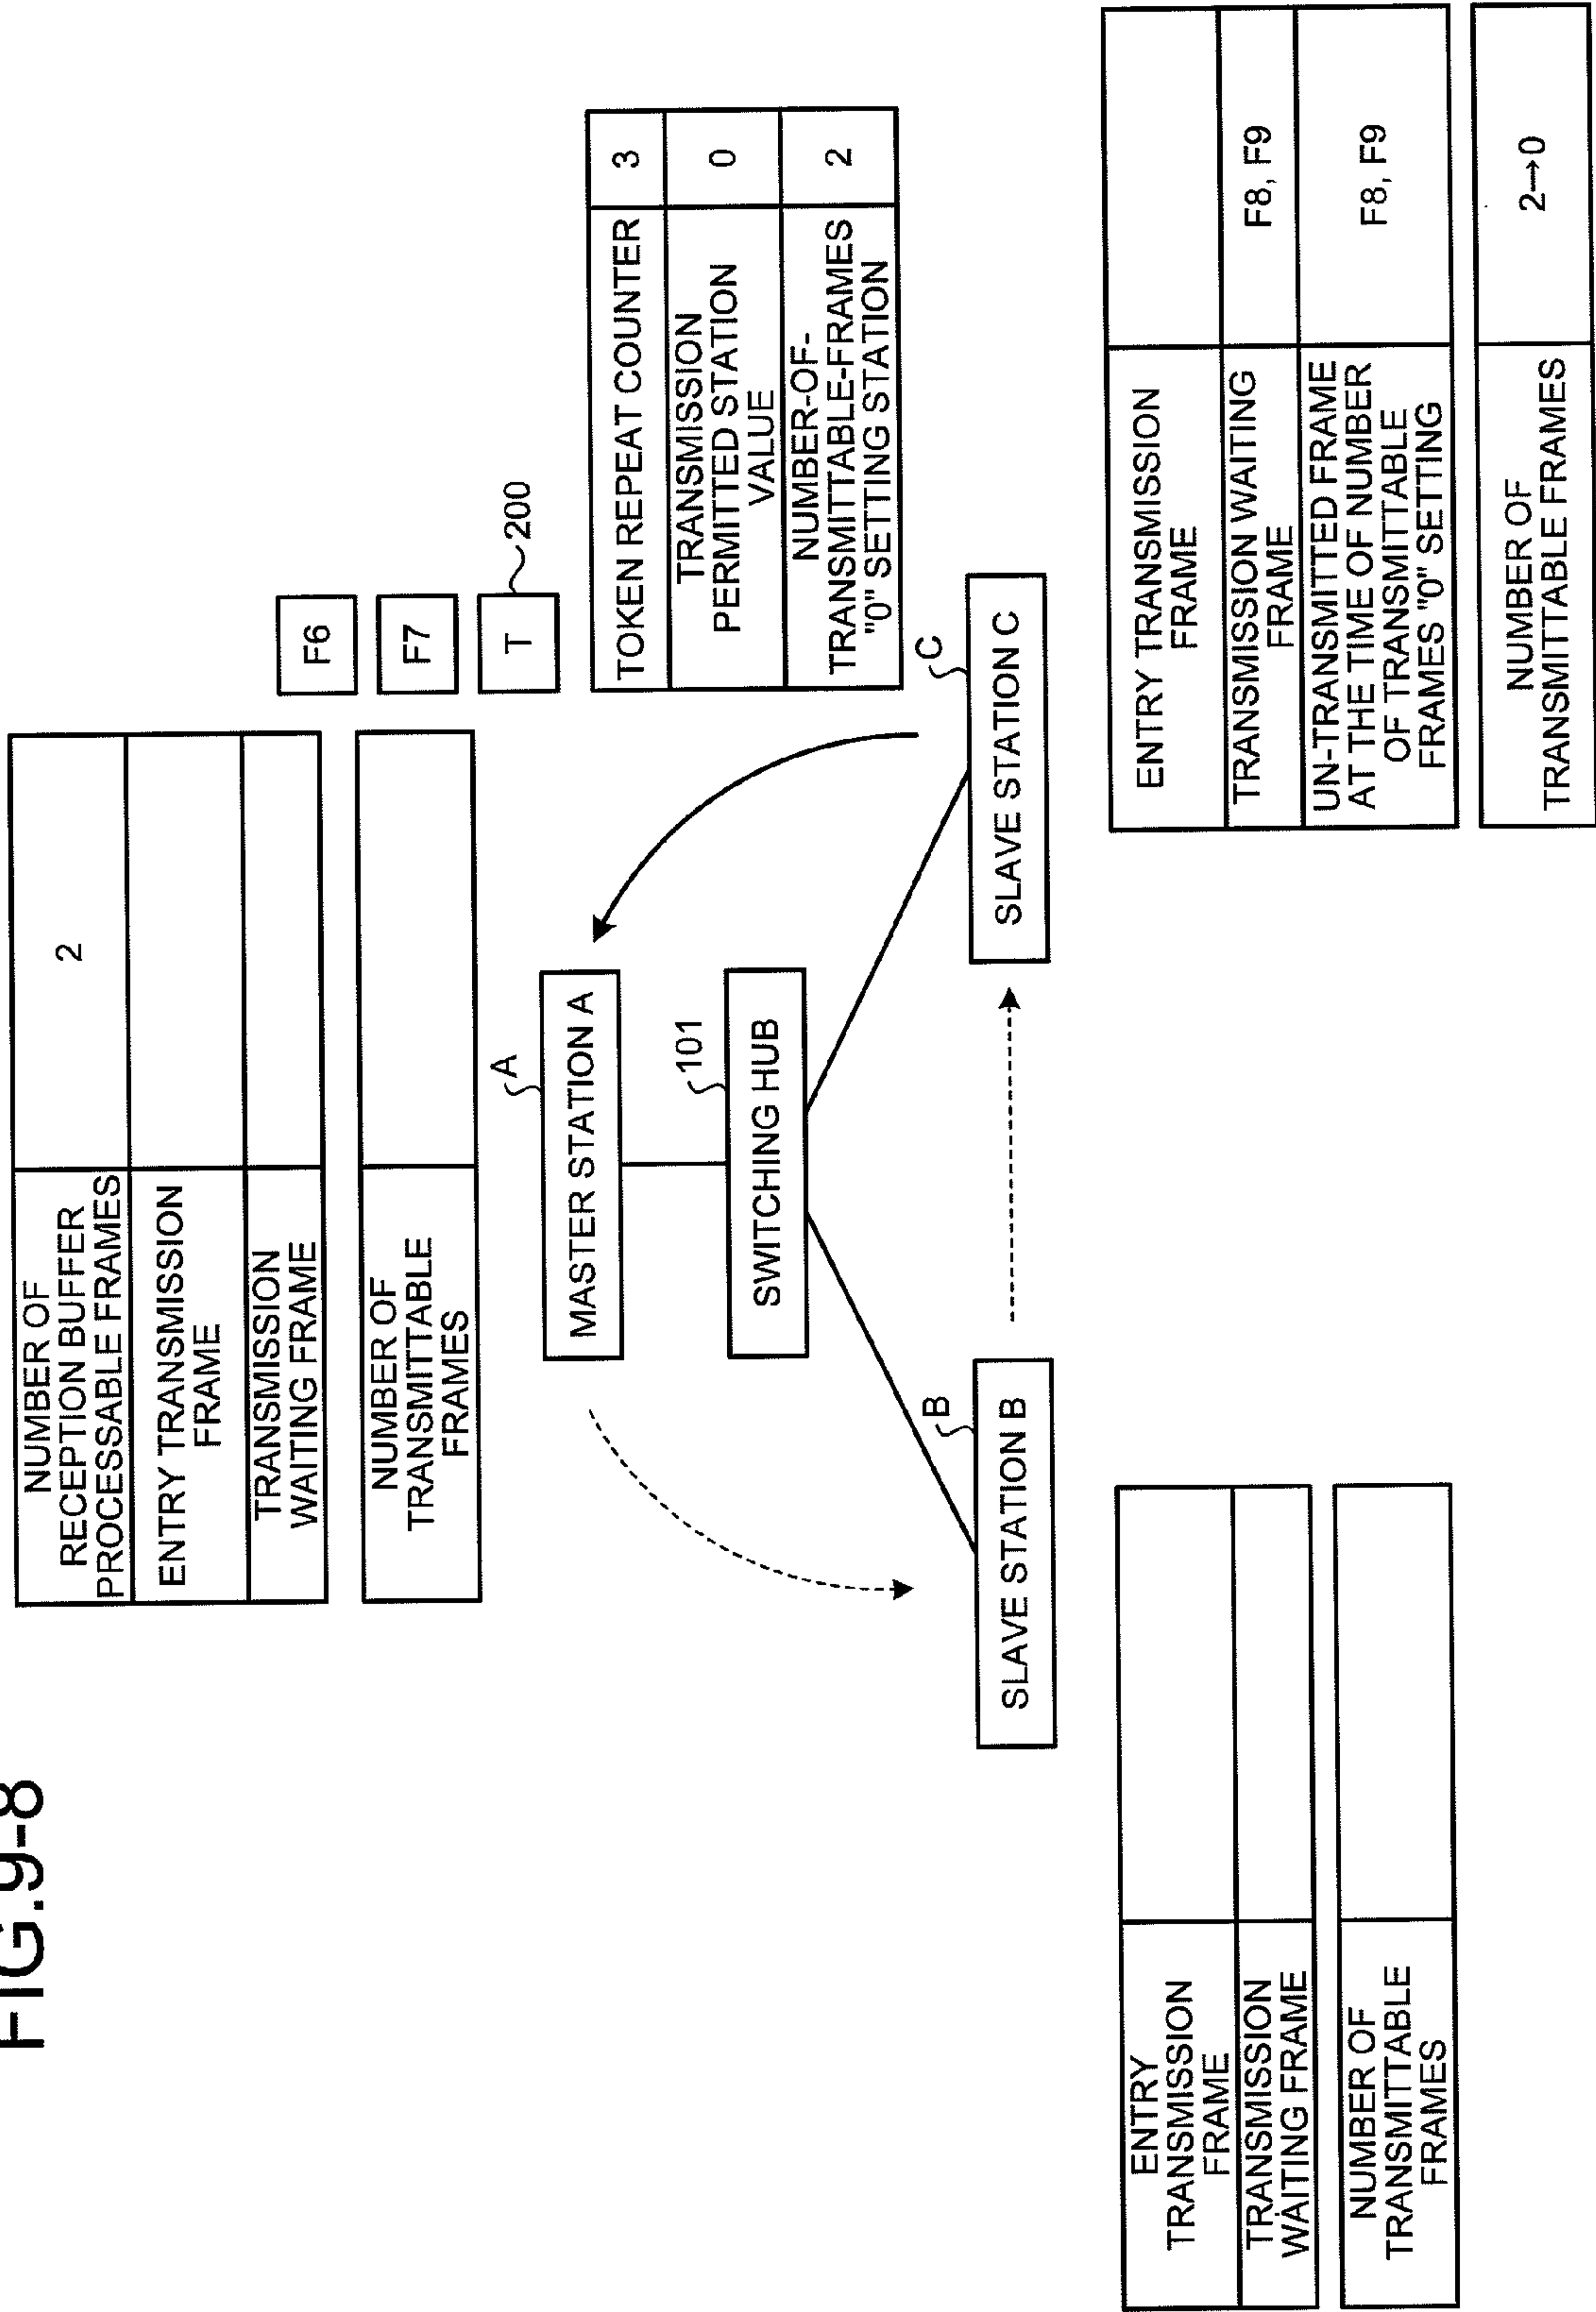 FIG.9-8
NUMBER OF
RECEPTION BUFFER
PROCESSABLE FRAMES
2
ENTRY TRANSMISSION
FRAME
TRANSMISSION
WAITING FRAME
NUMBER OF
TRANSMITTABLE
FRAMES
F6
F7
T
200
TOKEN REPEAT COUNTER
3
TRANSMISSION
PERMITTED STATION
VALUE
0
NUMBER-OF-
TRANSMITTABLE-FRAMES
"0" SETTING STATION
2
A
MASTER STATION A
101
SWITCHING HUB
B
SLAVE STATION B
C
SLAVE STATION C
ENTRY
TRANSMISSION
FRAME
TRANSMISSION
WAITING FRAME
NUMBER OF
TRANSMITTABLE
FRAMES
ENTRY TRANSMISSION
FRAME
TRANSMISSION WAITING
FRAME
F8, F9
UN-TRANSMITTED FRAME
AT THE TIME OF NUMBER
OF TRANSMITTABLE
FRAMES "0" SETTING
F8, F9
NUMBER OF
TRANSMITTABLE FRAMES
2→0